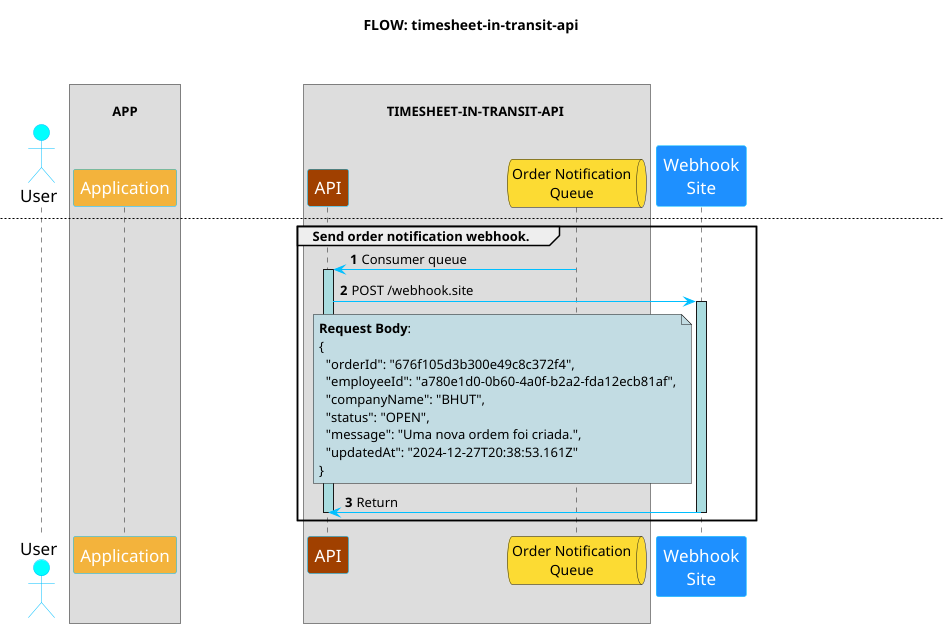 FLOW: timesheet-in-transit-api
APP
TIMESHEET-IN-TRANSIT-API
User
Application
API
Order Notification
Queue
Webhook
Site
Send order notification webhook.
1 Consumer queue
2 POST /webhook.site
Request Body:
{
"orderId": "676f105d3b300e49c8c372f4",
"employeeId": "a780e1d0-0b60-4a0f-b2a2-fda12ecb81af",
"companyName": "BHUT",
"status": "OPEN",
"message": "Uma nova ordem foi criada.",
"updatedAt": "2024-12-27T20:38:53.161Z"
}
3 Return
User
Application
API
Order Notification
Queue
Webhook
Site